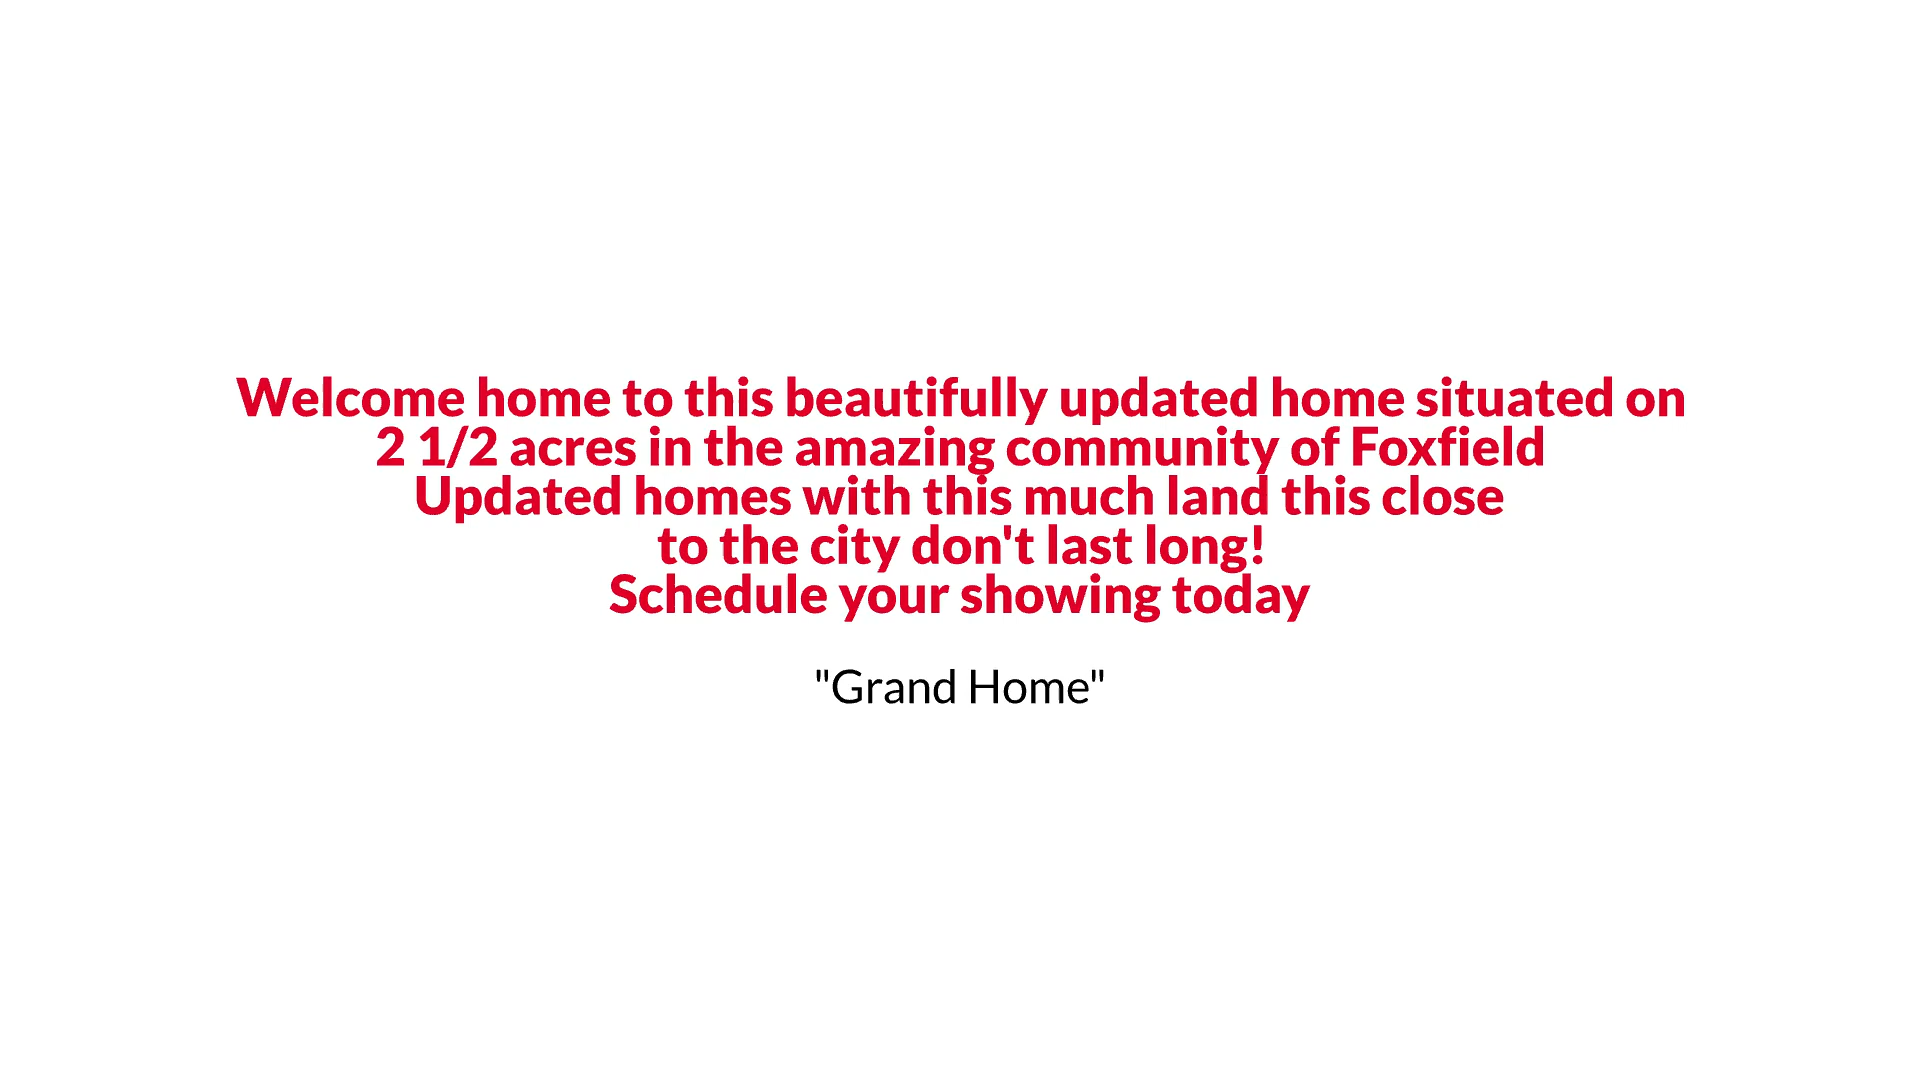 Welcome home to this beautifully updated home situated on
2 1/2 acres in the amazing community of Foxfield
Updated homes with this much land this close
to the city don't last long!
Schedule your showing today
"Grand Home"